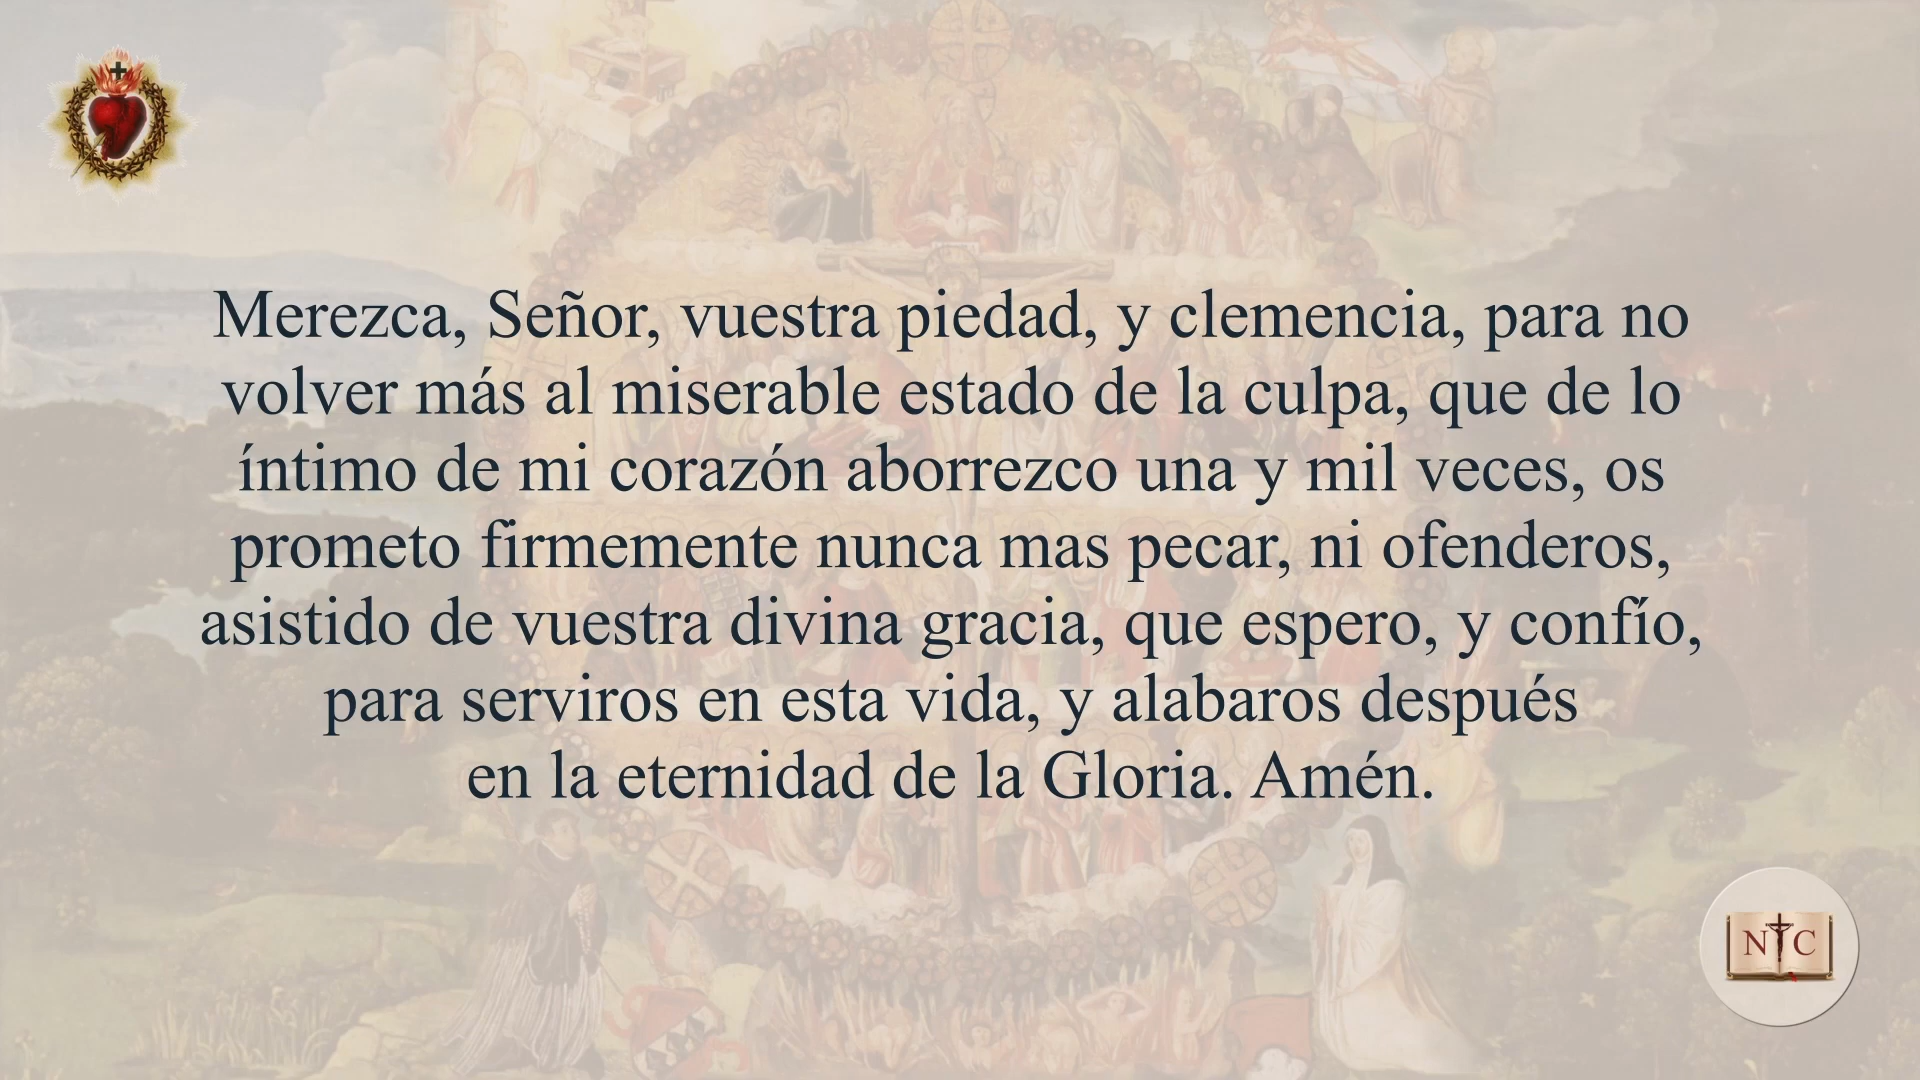 Merezca, Señor, vuestra piedad, y clemencia, para no
volver más al miserable estado de la culpa, que de lo
íntimo de mi corazón aborrezco una y mil veces, os
prometo firmemente nunca mas pecar, ni ofenderos,
asistido de vuestra divina gracia, que espero, y confío,
para serviros en esta vida, y alabaros después
en la eternidad de la Gloria. Amén.
N C